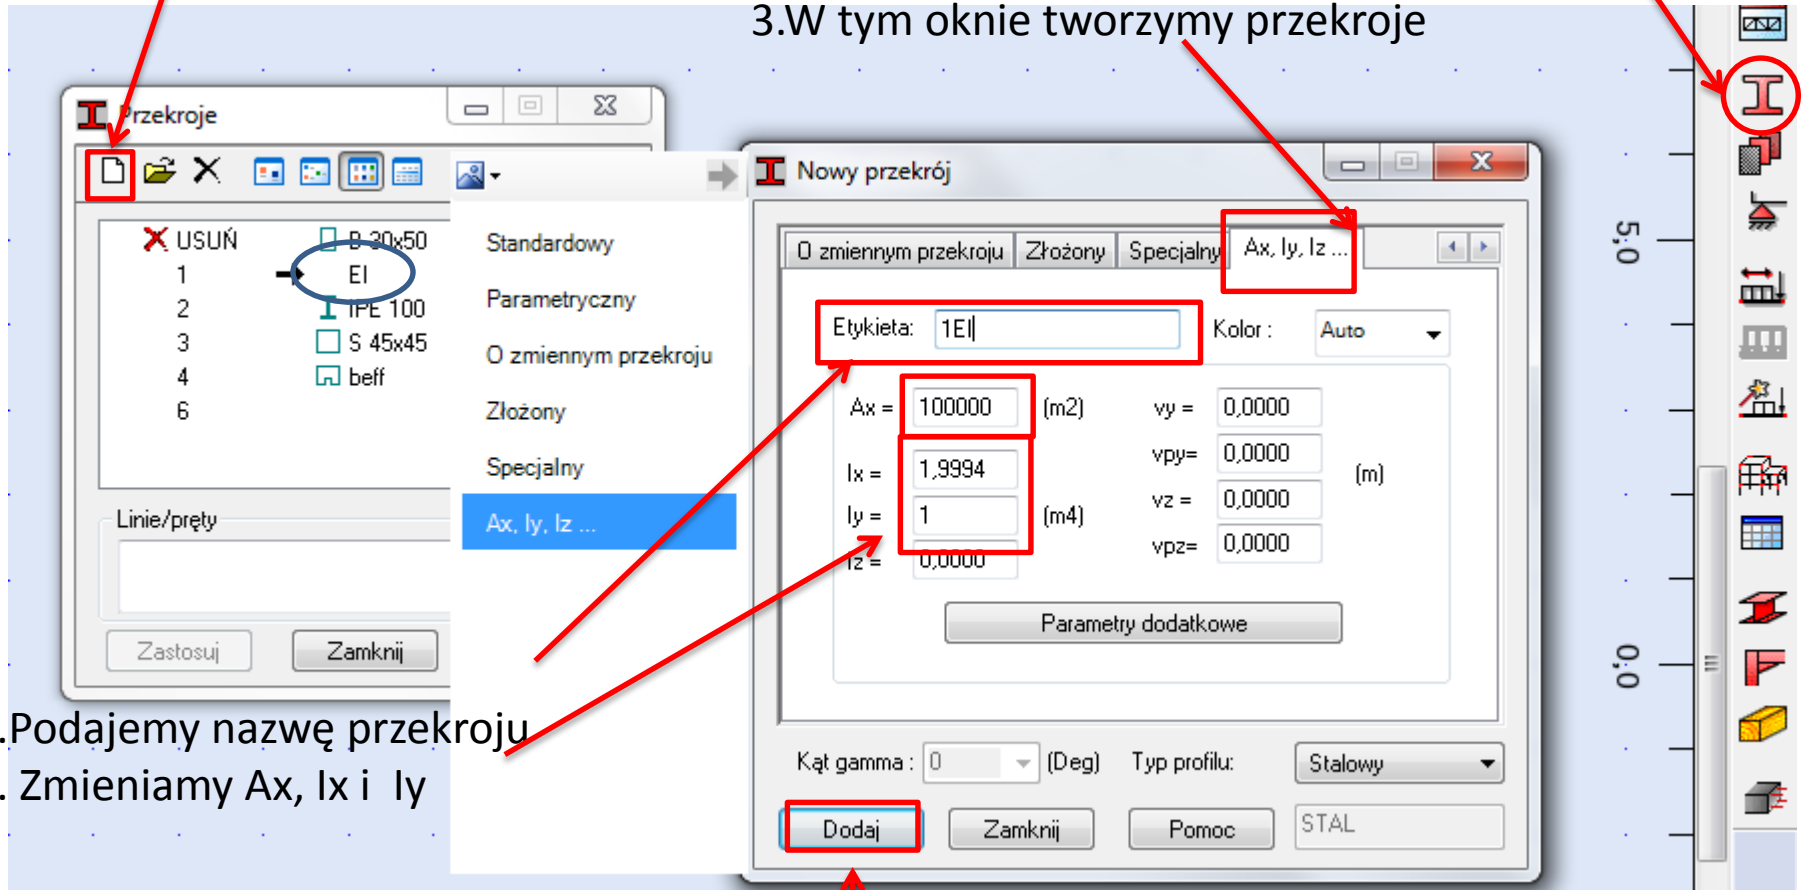 3.W tym oknie tworzymy przekroje
Przekroje
USUŃ
1
2
3
4
6
B 30x50
EI
IPE 100
S 45x45
beff
Linie/pręty
Zastosuj
Zamknij
Standardowy
Parametryczny
O zmiennym przekroju
Złożony
Specjalny
Ax, Iy, Iz ...
Nowy przekrój
O zmiennym przekroju Złożony Specjalny Ax, Iy, Iz ...
Etykieta: 1EI Kolor : Auto
Ax = 100000 (m2) vy = 0,0000
Ix = 1,9994 vpy= 0,0000 (m)
Iy = 1 (m4) vz = 0,0000
Iz = 0,0000 vpz= 0,0000
Parametry dodatkowe
Kąt gamma : 0 (Deg) Typ profilu: Stalowy
Dodaj Zamknij Pomoc STAL
.Podajemy nazwę przekroju
. Zmieniamy Ax, Ix i Iy
5,0
0,0